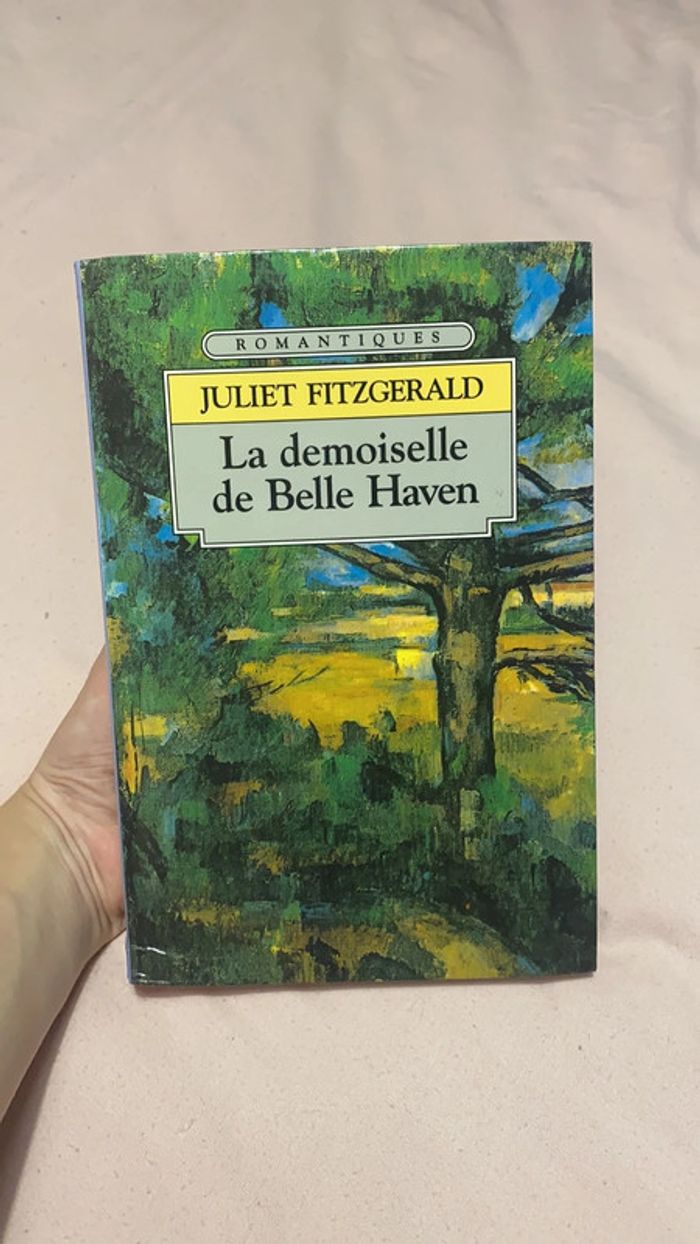 ROMANTIQUES
JULIET FITZGERALD
La demoiselle
de Belle Haven